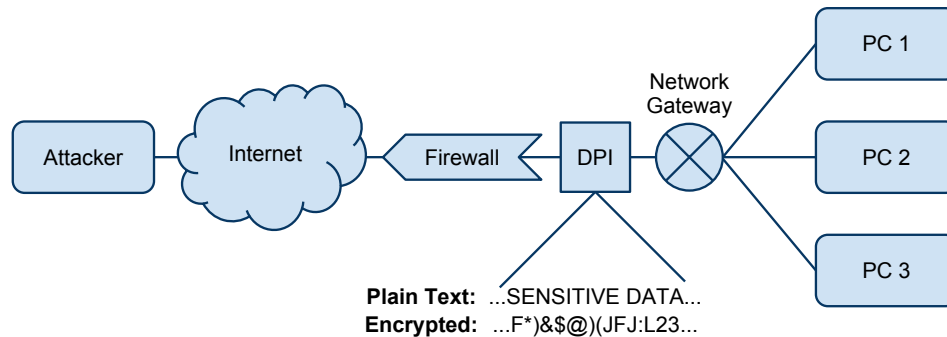 Attacker
Internet
Firewall
DPI
Network
Gateway
PC 1
PC 2
PC 3
Plain Text: ...SENSITIVE DATA...
Encrypted: ...F*)&$@)(JFJ:L23...